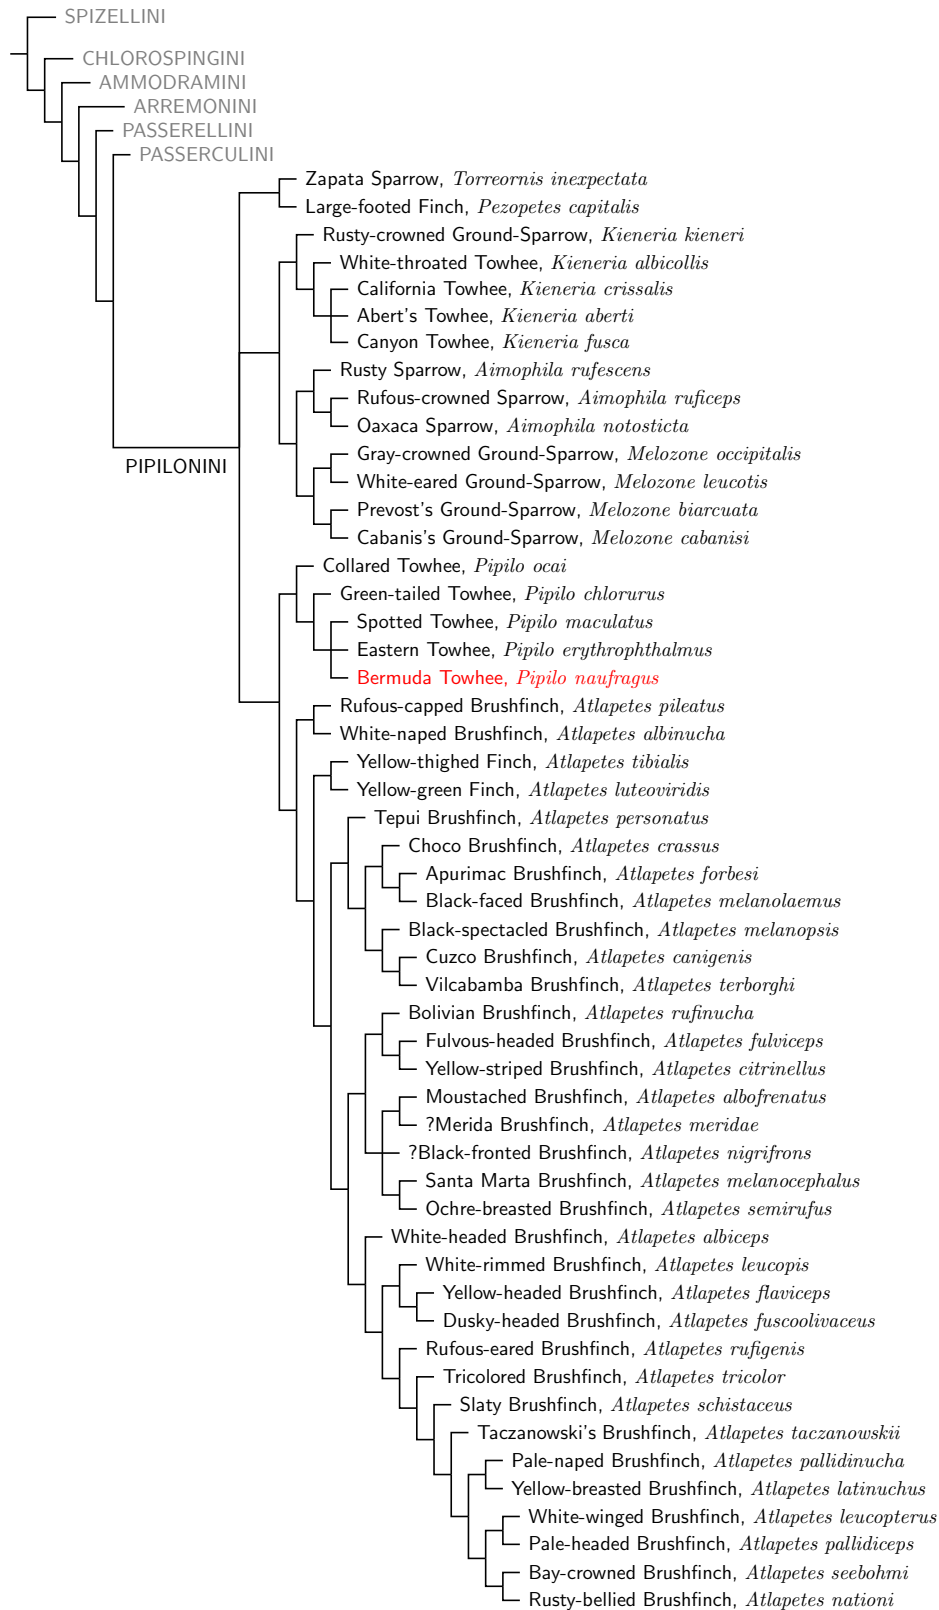 SPIZELLINI
CHLOROSPINGINI
AMMODRAMINI
ARREMONINI
PASSERELLINI
PASSERCULINI
Zapata Sparrow, Torreornis inexpectata
Large-footed Finch, Pezopetes capitalis
Rusty-crowned Ground-Sparrow, Kieneria kieneri
White-throated Towhee, Kieneria albicollis
California Towhee, Kieneria crissalis
Abert's Towhee, Kieneria aberti
Canyon Towhee, Kieneria fusca
Rusty Sparrow, Aimophila rufescens
Rufous-crowned Sparrow, Aimophila ruficeps
Oaxaca Sparrow, Aimophila notosticta
Gray-crowned Ground-Sparrow, Melozone occipitalis
PIPILONINI
White-eared Ground-Sparrow, Melozone leucotis
Prevost's Ground-Sparrow, Melozone biarcuata
Cabanis's Ground-Sparrow, Melozone cabanisi
Collared Towhee, Pipilo ocai
Green-tailed Towhee, Pipilo chlorurus
Spotted Towhee, Pipilo maculatus
Eastern Towhee, Pipilo erythrophthalmus
Bermuda Towhee, Pipilo naufragus
Rufous-capped Brushfinch, Atlapetes pileatus
White-naped Brushfinch, Atlapetes albinucha
Yellow-thighed Finch, Atlapetes tibialis
Yellow-green Finch, Atlapetes luteoviridis
Tepui Brushfinch, Atlapetes personatus
Choco Brushfinch, Atlapetes crassus
Apurimac Brushfinch, Atlapetes forbesi
Black-faced Brushfinch, Atlapetes melanolaemus
Black-spectacled Brushfinch, Atlapetes melanopsis
Cuzco Brushfinch, Atlapetes canigenis
Vilcabamba Brushfinch, Atlapetes terborghi
Bolivian Brushfinch, Atlapetes rufinucha
Fulvous-headed Brushfinch, Atlapetes fulviceps
Yellow-striped Brushfinch, Atlapetes citrinellus
Moustached Brushfinch, Atlapetes albofrenatus
?Merida Brushfinch, Atlapetes meridae
?Black-fronted Brushfinch, Atlapetes nigrifrons
Santa Marta Brushfinch, Atlapetes melanocephalus
Ochre-breasted Brushfinch, Atlapetes semirufus
White-headed Brushfinch, Atlapetes albiceps
White-rimmed Brushfinch, Atlapetes leucopis
Yellow-headed Brushfinch, Atlapetes flaviceps
Dusky-headed Brushfinch, Atlapetes fuscoolivaceus
Rufous-eared Brushfinch, Atlapetes rufigenis
Tricolored Brushfinch, Atlapetes tricolor
Slaty Brushfinch, Atlapetes schistaceus
Taczanowski's Brushfinch, Atlapetes taczanowskii
Pale-naped Brushfinch, Atlapetes pallidinucha
Yellow-breasted Brushfinch, Atlapetes latinuchus
White-winged Brushfinch, Atlapetes leucopterus
Pale-headed Brushfinch, Atlapetes pallidiceps
Bay-crowned Brushfinch, Atlapetes seebohmi
Rusty-bellied Brushfinch, Atlapetes nationi